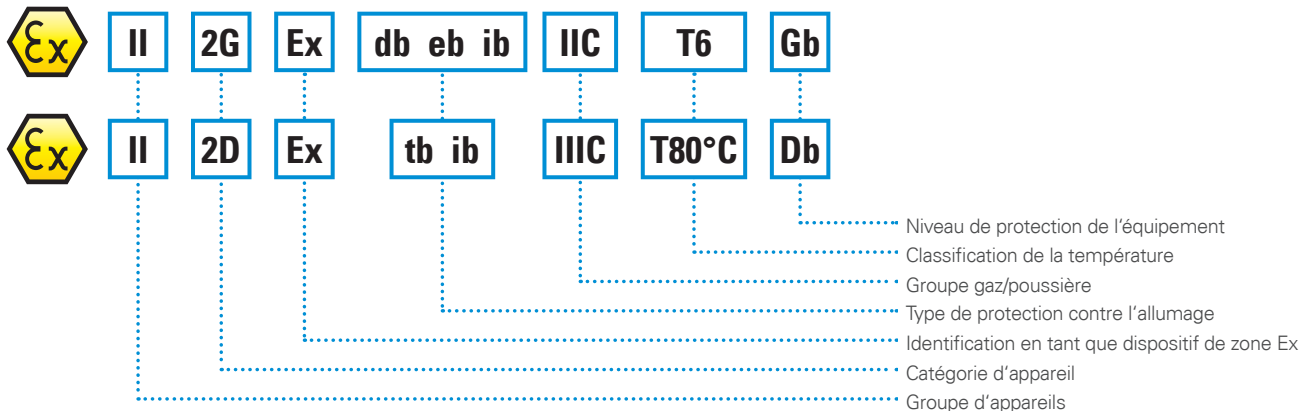 Ex II 2G Ex db eb ib IIC T6 Gb
Ex II 2D Ex tb ib IIIC T80°C Db
Niveau de protection de l'équipement
Classification de la température
Groupe gaz/poussière
Type de protection contre l'allumage
Identification en tant que dispositif de zone Ex
Catégorie d'appareil
Groupe d'appareils